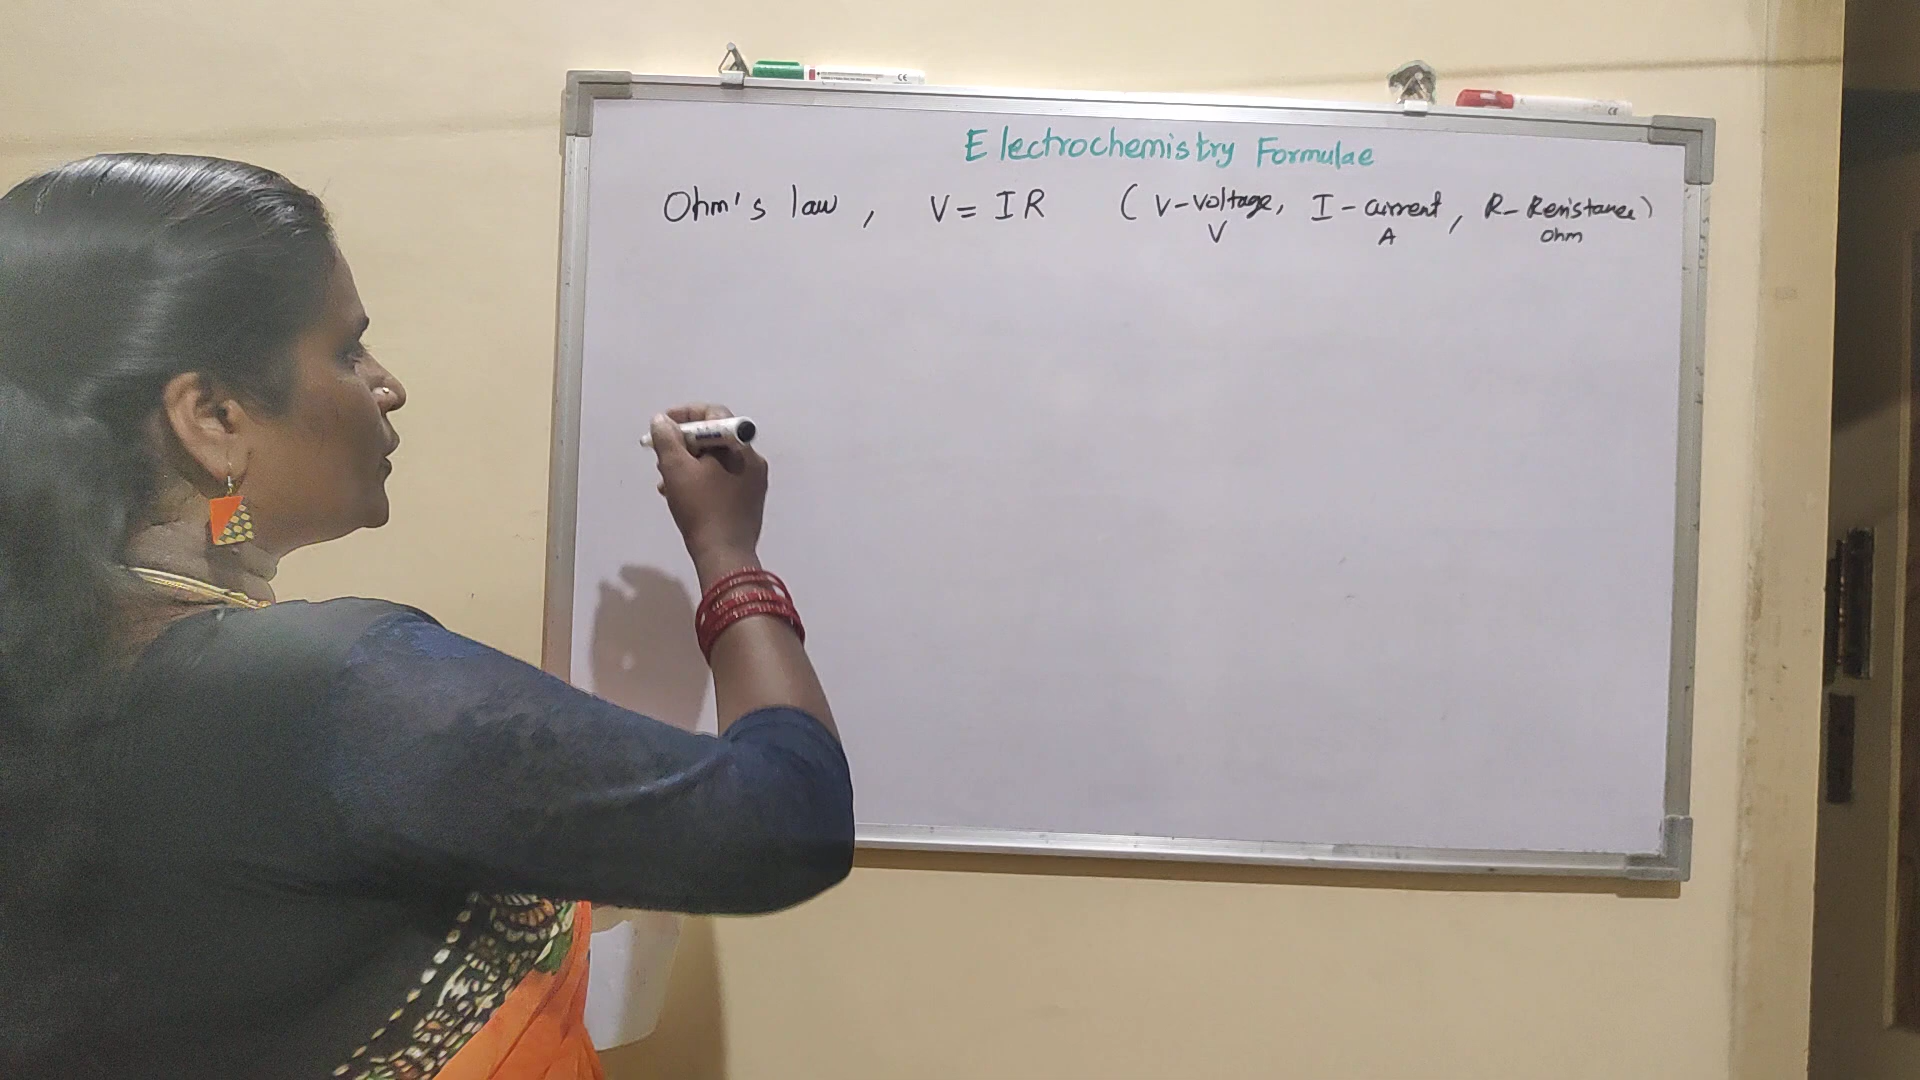 Electrochemistry Formulae
Ohm's law, V = IR (V-Voltage, I - current, R- Resistance)
V A Ohm